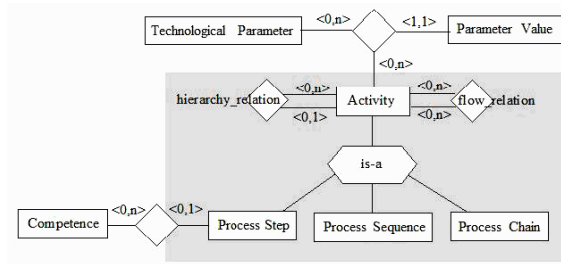 <0,n>
<1,1>
Technological Parameter
Parameter Value
<0,n>
<0,n>
<0,n>
hierarchy_relation
Activity
flow_relation
<0,1>
<0,n>
is-a
<0,n>
<0,1>
Competence
Process Step
Process Sequence
Process Chain